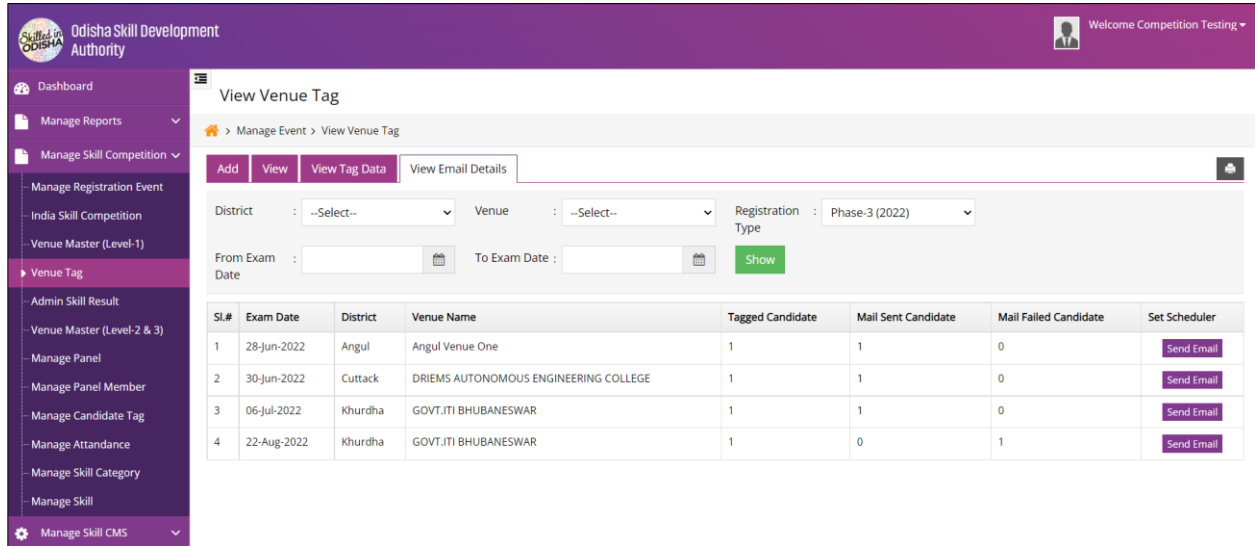 Skilled in ODISHA
Odisha Skill Development
Authority
Welcome Competition Testing
Dashboard
Manage Reports
Manage Skill Competition
Manage Registration Event
India Skill Competition
Venue Master (Level-1)
Venue Tag
Admin Skill Result
Venue Master (Level-2 & 3)
Manage Panel
Manage Panel Member
Manage Candidate Tag
Manage Attandance
Manage Skill Category
Manage Skill
Manage Skill CMS
View Venue Tag
> Manage Event > View Venue Tag
Add View View Tag Data View Email Details
District : --Select-- Venue : --Select-- Registration Type : Phase-3 (2022)
From Exam Date : To Exam Date : Show
Sl.# Exam Date District Venue Name Tagged Candidate Mail Sent Candidate Mail Failed Candidate Set Scheduler
1 28-Jun-2022 Angul Angul Venue One 1 1 0 Send Email
2 30-Jun-2022 Cuttack DRIEMS AUTONOMOUS ENGINEERING COLLEGE 1 1 0 Send Email
3 06-Jul-2022 Khurdha GOVT.ITI BHUBANESWAR 1 1 0 Send Email
4 22-Aug-2022 Khurdha GOVT.ITI BHUBANESWAR 1 0 1 Send Email